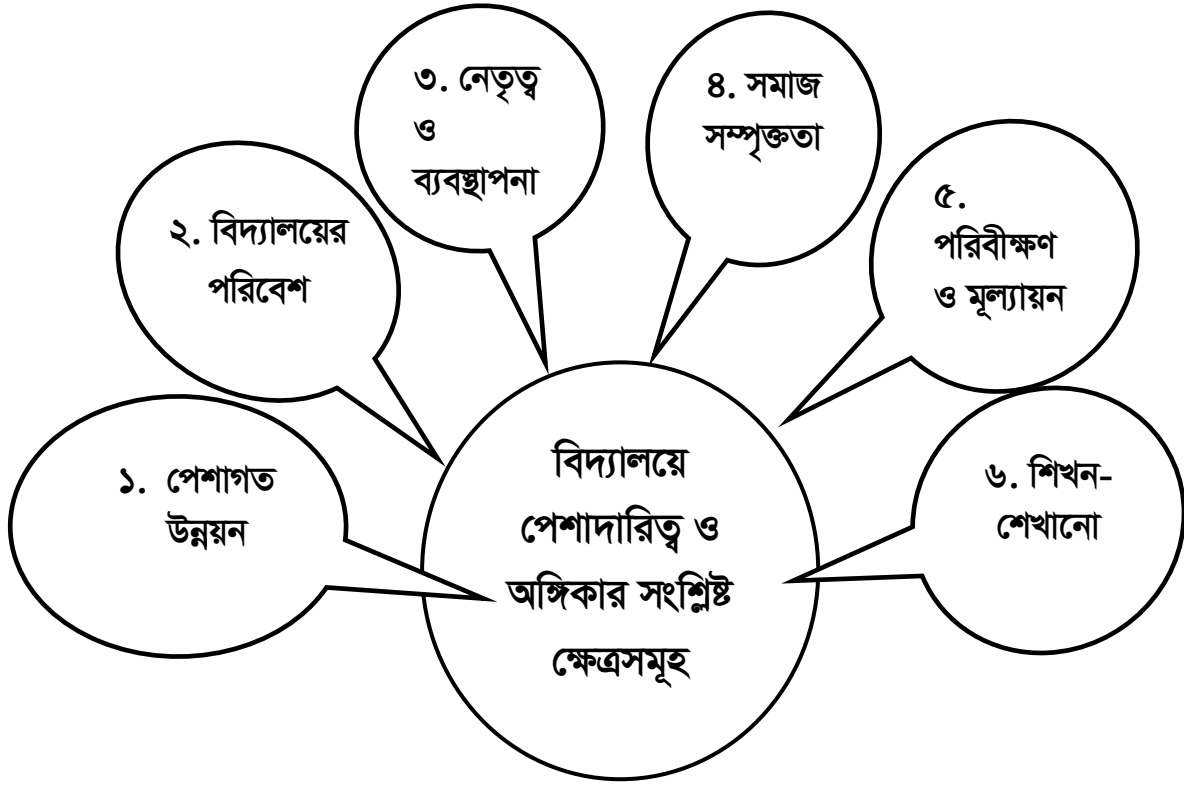 ৩. নেতৃত্ব
ও
ব্যবস্থাপনা
৪. সমাজ
সম্পৃক্ততা
২. বিদ্যালয়ের
পরিবেশ
৫.
পরিবীক্ষণ
ও মূল্যায়ন
১. পেশাগত
উন্নয়ন
বিদ্যালয়ে
পেশাদারিত্ব ও
অঙ্গিকার সংশ্লিষ্ট
ক্ষেত্রসমূহ
৬. শিখন-
শেখানো